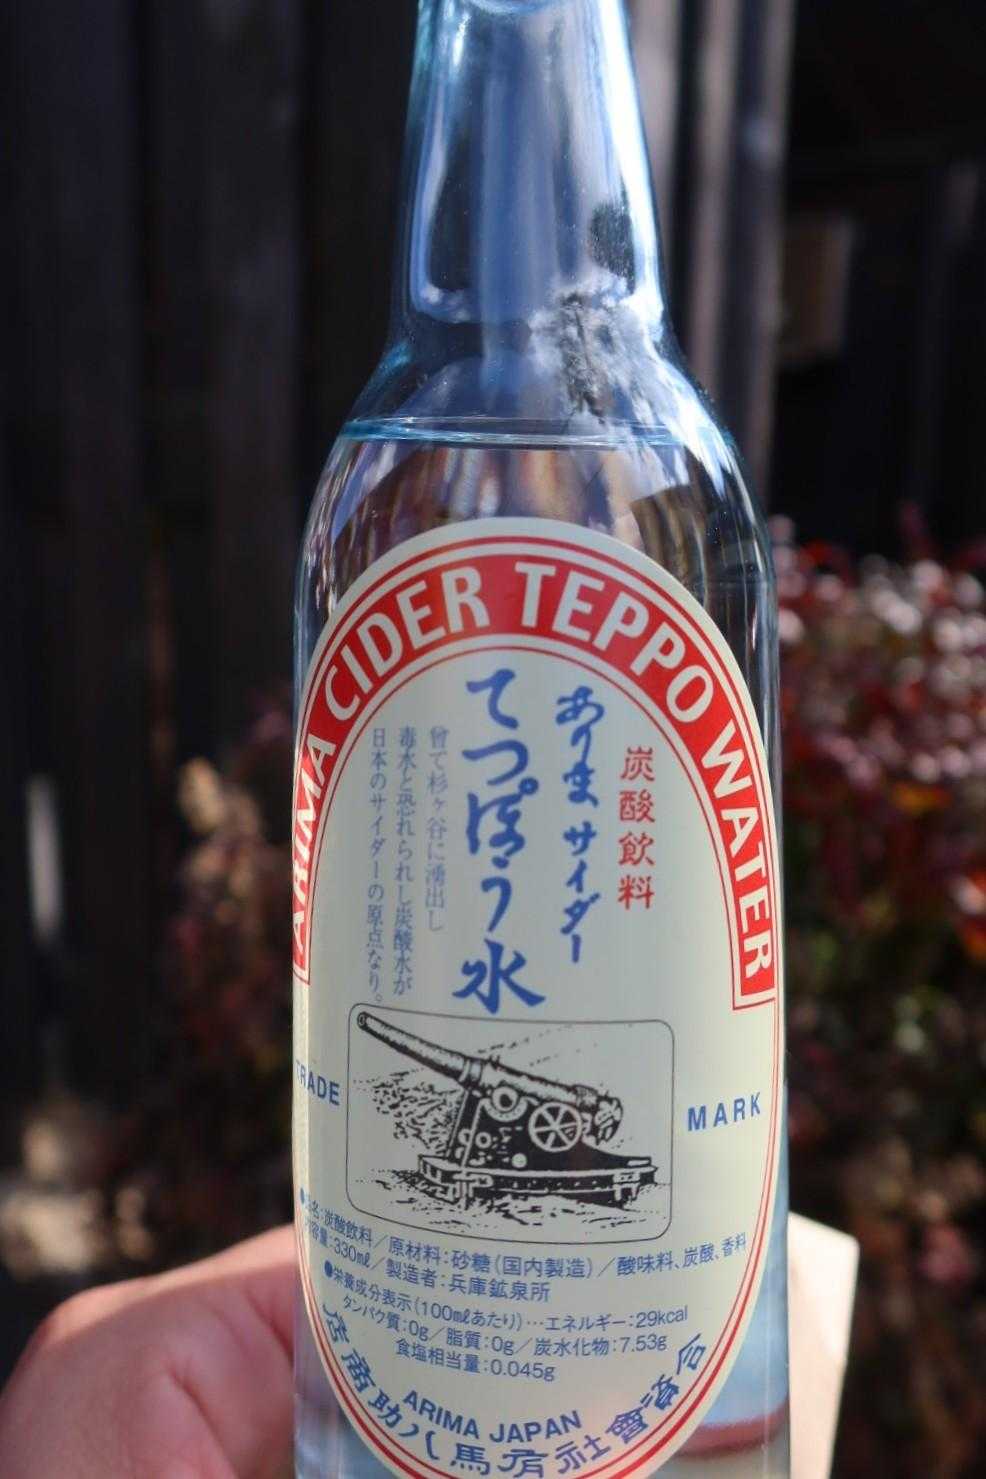 ARIMA CIDER TEPPO WATER
炭酸飲料
ありまサイダー
てっぽう水
曾て杉ヶ谷に湧出し
毒水と恐れられし炭酸水が
日本のサイダーの原点なり。
TRADE
MARK
●品名:炭酸飲料/原材料:砂糖(国内製造)/酸味料、炭酸、香料
内容量:330㎖/製造者:兵庫鉱泉所
●栄養成分表示(100㎖あたり)…エネルギー:29kcal
タンパク質:0g/脂質:0g/炭水化物:7.53g
食塩相当量:0.045g
ARIMA JAPAN
合資會社有馬八助商店